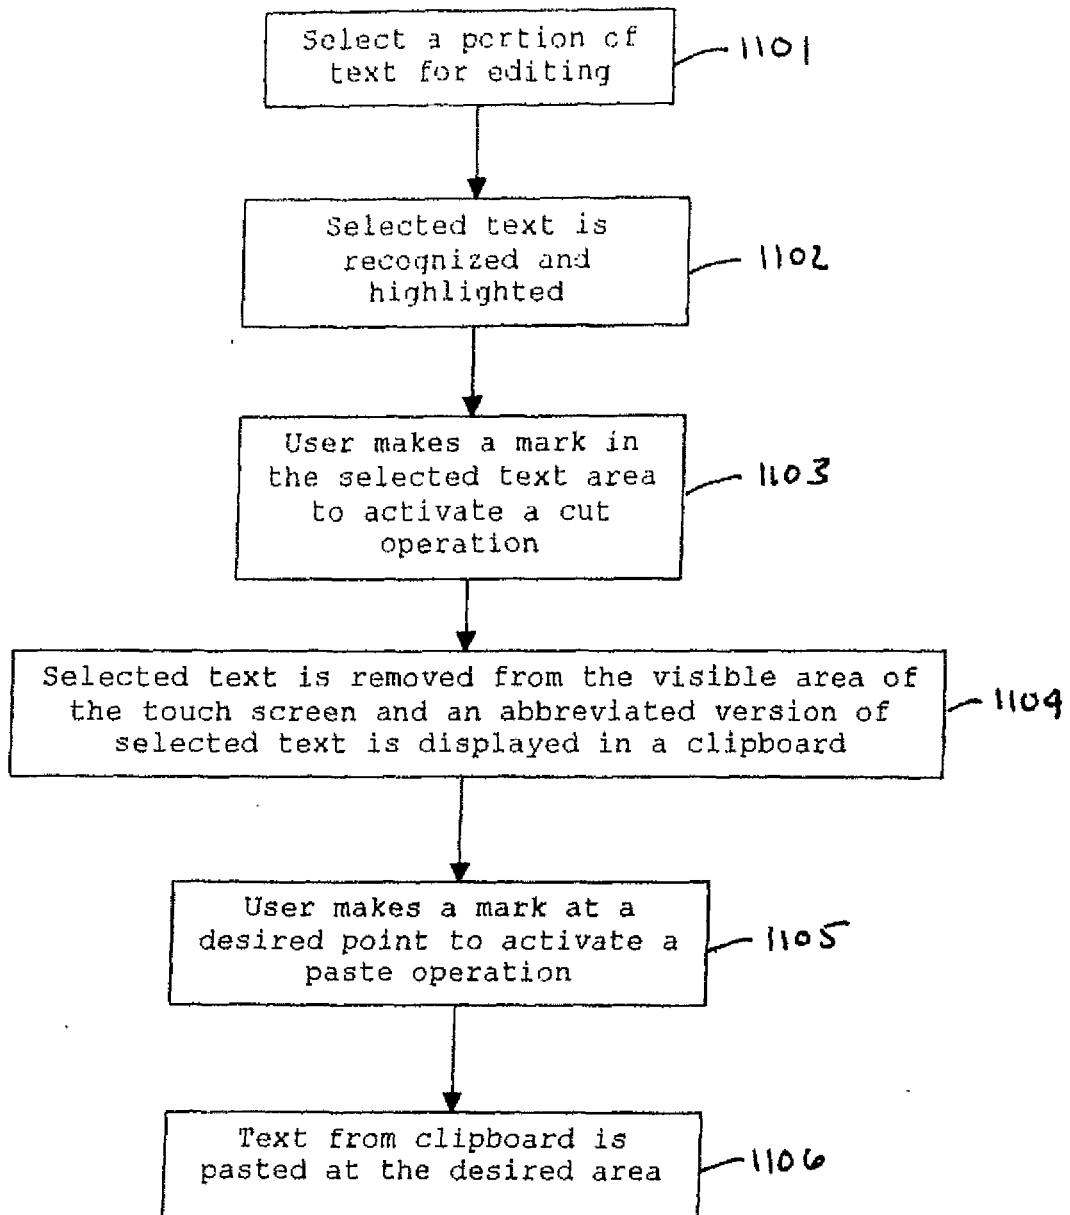 Select a portion of
text for editing
1101
Selected text is
recognized and
highlighted
1102
User makes a mark in
the selected text area
to activate a cut
operation
1103
Selected text is removed from the visible area of
the touch screen and an abbreviated version of
selected text is displayed in a clipboard
1104
User makes a mark at a
desired point to activate a
paste operation
1105
Text from clipboard is
pasted at the desired area
1106